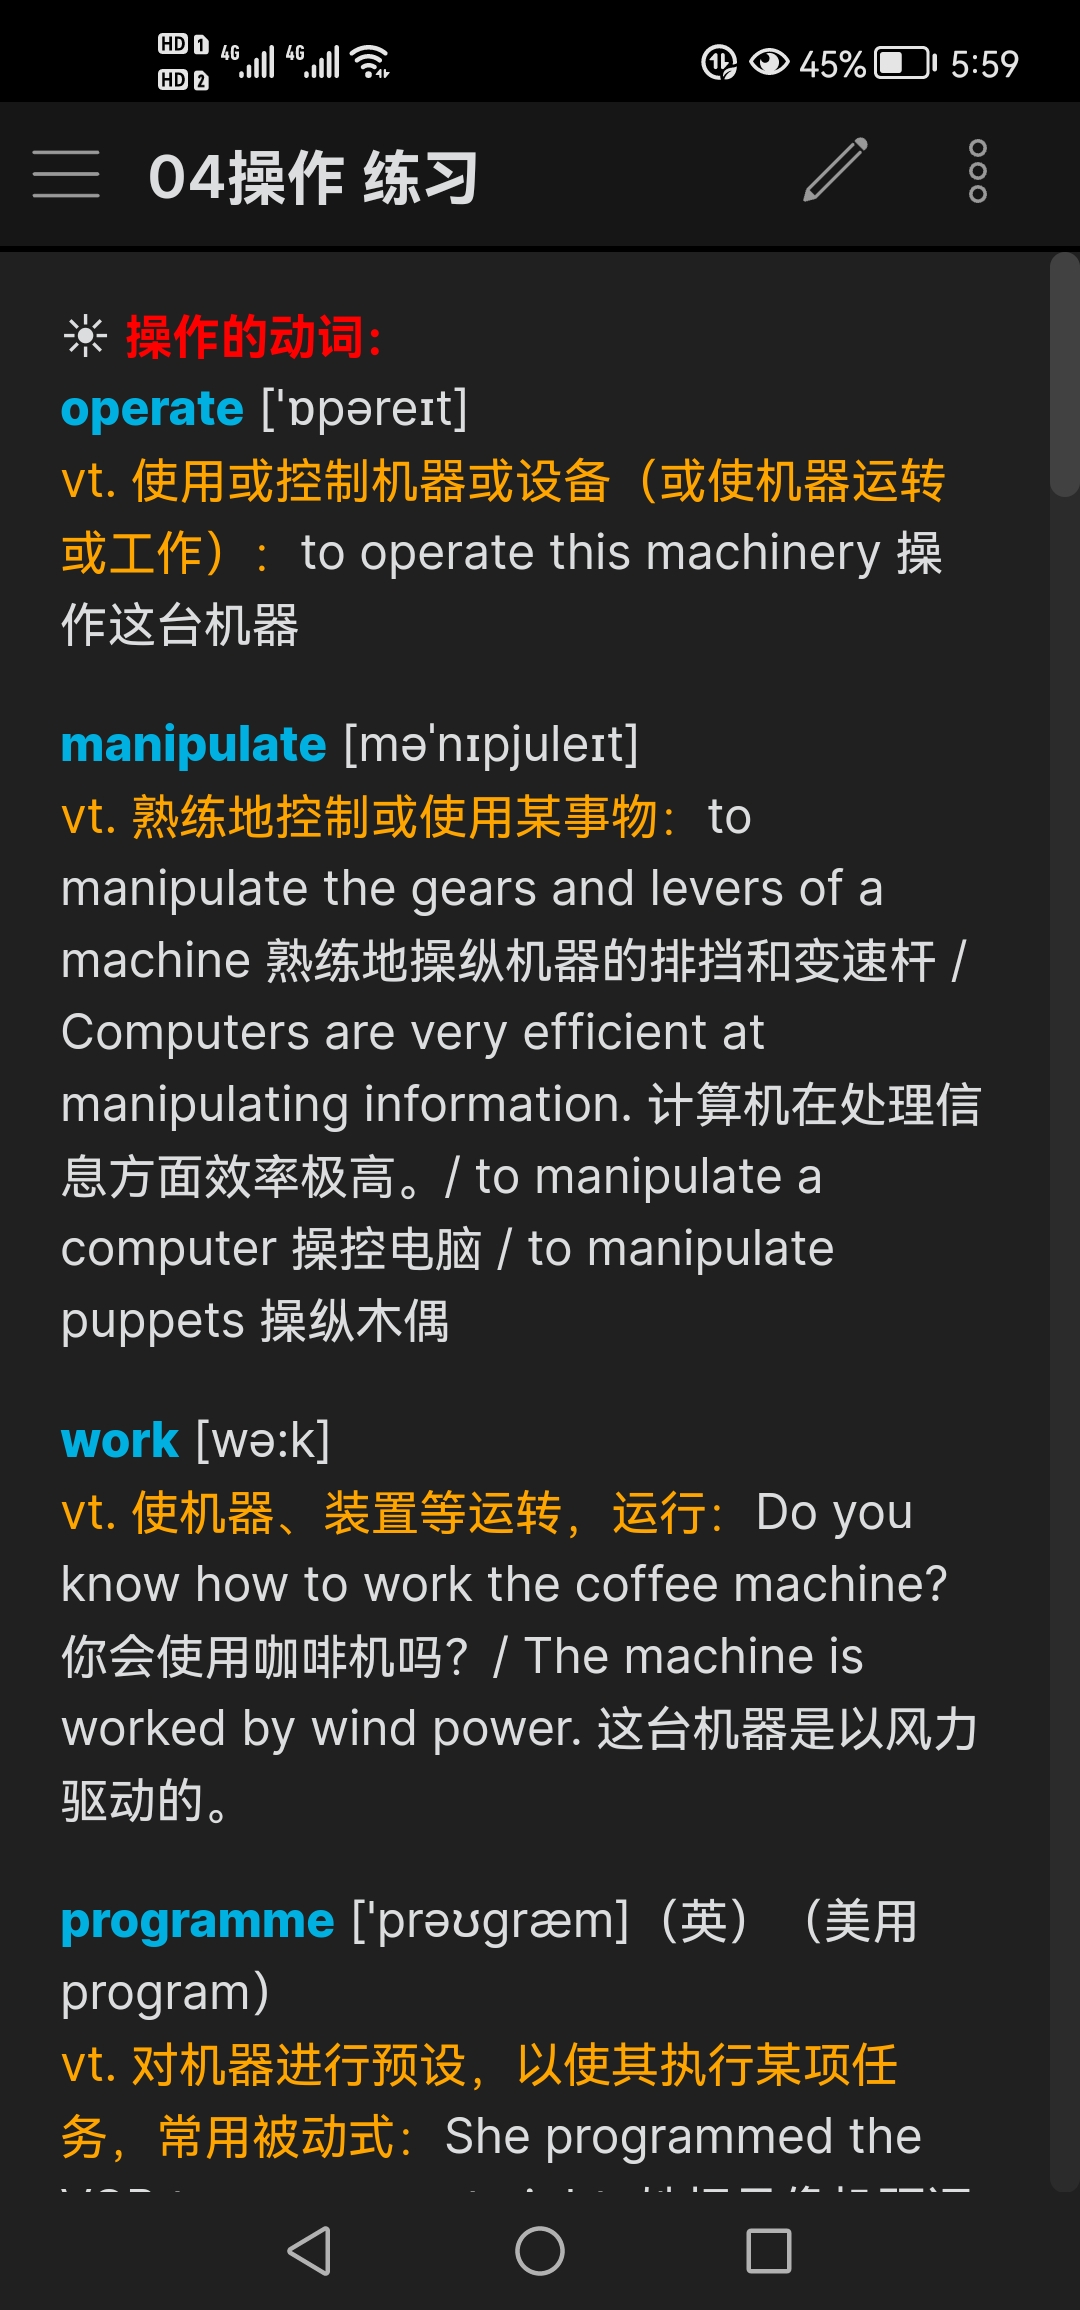 HD 1 4G 4G 45% 5:59
HD 2
04操作 练习
☀ 操作的动词：
operate [ˈɒpəreɪt]
vt. 使用或控制机器或设备（或使机器运转
或工作）： to operate this machinery 操
作这台机器
manipulate [məˈnɪpjuleɪt]
vt. 熟练地控制或使用某事物： to
manipulate the gears and levers of a
machine 熟练地操纵机器的排挡和变速杆 /
Computers are very efficient at
manipulating information. 计算机在处理信
息方面效率极高。/ to manipulate a
computer 操控电脑 / to manipulate
puppets 操纵木偶
work [wə:k]
vt. 使机器、装置等运转，运行： Do you
know how to work the coffee machine?
你会使用咖啡机吗？/ The machine is
worked by wind power. 这台机器是以风力
驱动的。
programme [ˈprəʊgræm]（英）（美用
program）
vt. 对机器进行预设，以使其执行某项任
务，常用被动式： She programmed the